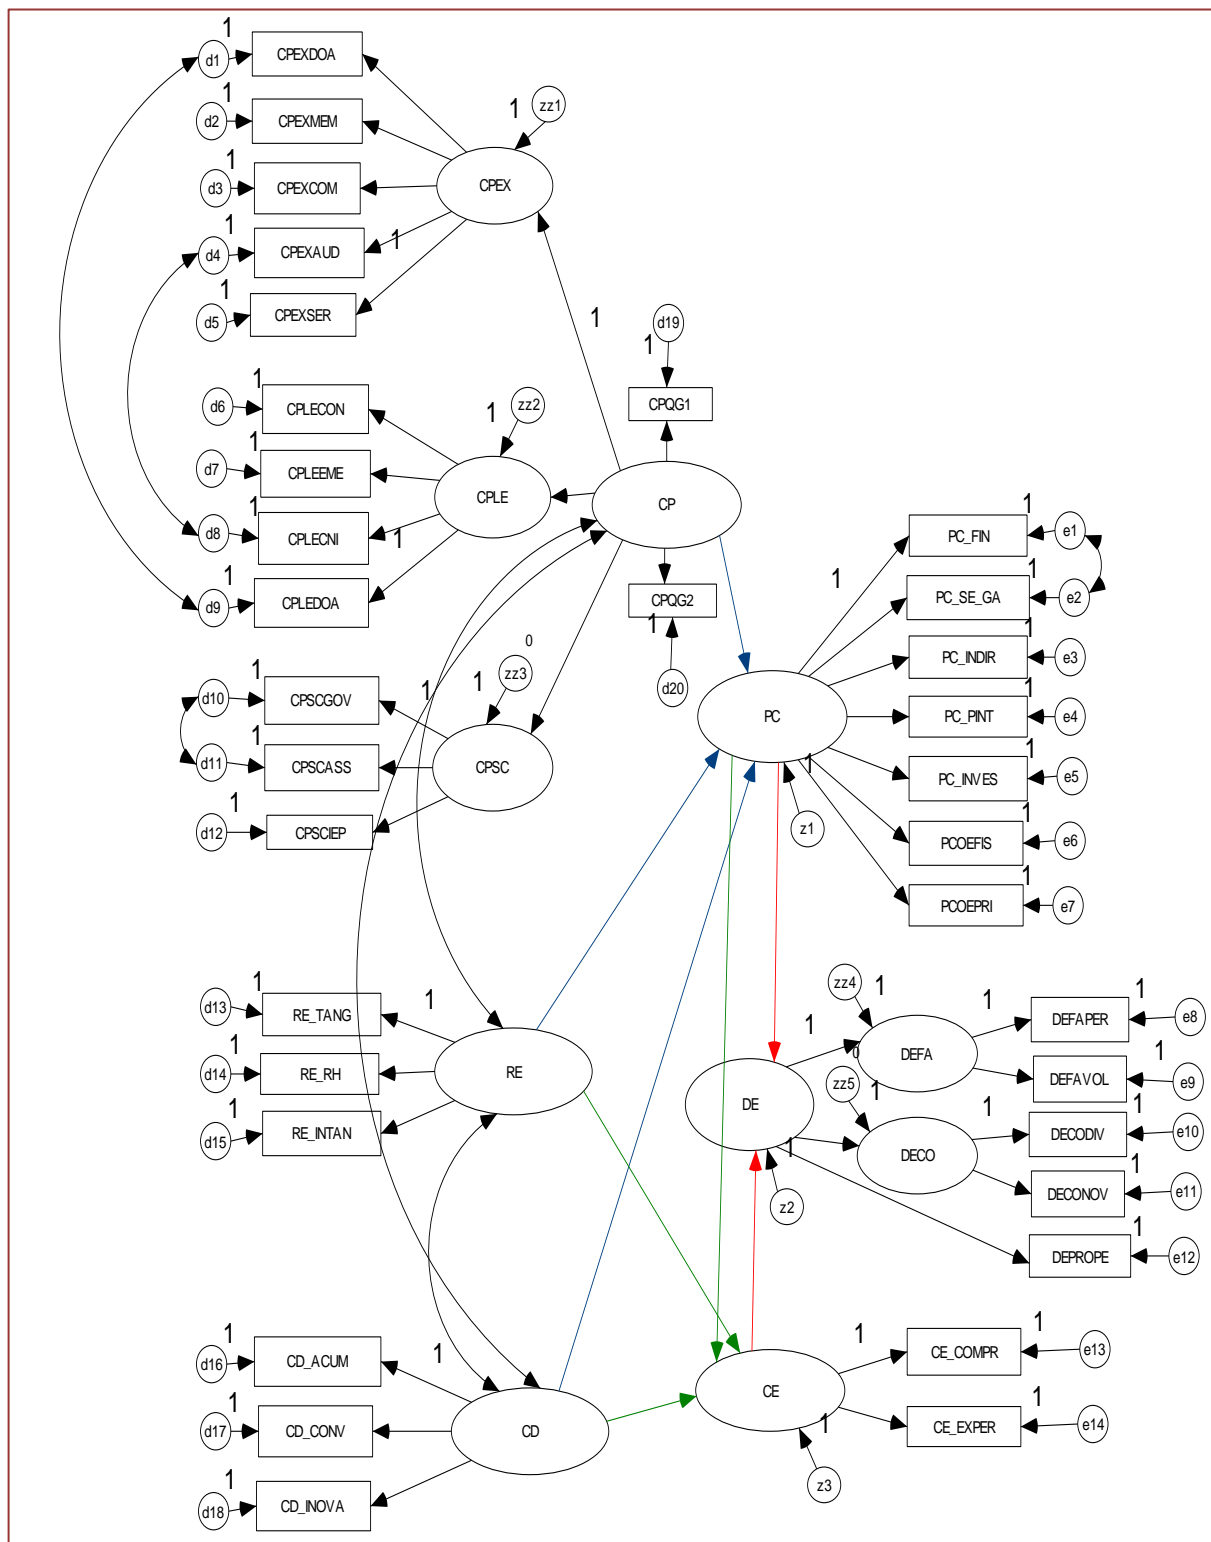 1
d1
CPEXDOA
1
d2
CPEXMEM
1
zz1
1
d3
CPEXCOM
CPEX
1
d4
CPEXAUD
1
1
d5
CPEXSER
1
d19
1
1
d6
CPLECON
1
zz2
CPQG1
1
d7
CPLEEME
CPLE
CP
1
d8
CPLECNI
1
1
d9
CPLEDOA
CPQG2
1
d20
1
PC_FIN
1
e1
1
PC_SE_GA
1
e2
PC_INDIR
1
e3
PC_PINT
1
e4
PC
1
PC_INVES
1
e5
z1
PCOEFIS
1
e6
PCOEPRI
1
e7
0
zz3
1
1
d10
CPSCGOV
1
1
d11
CPSCASS
CPSC
1
d12
CPSCIEP
1
d13
RE_TANG
1
1
d14
RE_RH
RE
1
d15
RE_INTAN
zz4
1
1
DEFA
0
1
DEFAPER
1
e8
DEFAVOL
1
e9
zz5
1
DE
1
DECO
1
DECODIV
1
e10
DECONOV
1
e11
z2
DEPROPE
1
e12
1
d16
CD_ACUM
1
1
d17
CD_CONV
CD
1
d18
CD_INOVA
CE
1
1
CE_COMPR
1
e13
CE_EXPER
1
e14
z3